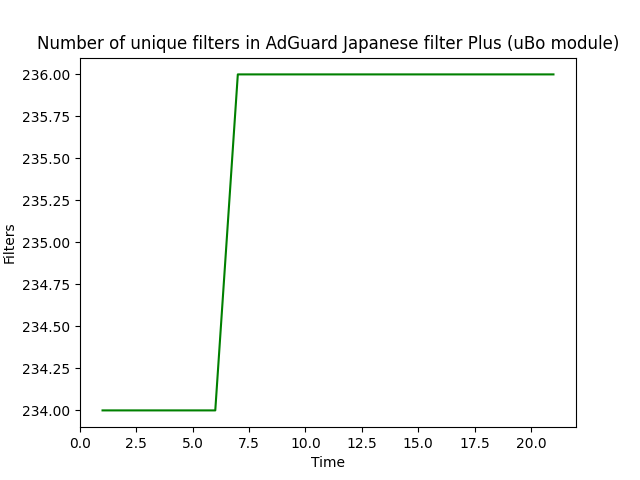 Number of unique filters in AdGuard Japanese filter Plus (uBo module)
236.00
235.75
235.50
235.25
235.00
234.75
234.50
234.25
234.00
Filters
0.0 2.5 5.0 7.5 10.0 12.5 15.0 17.5 20.0
Time